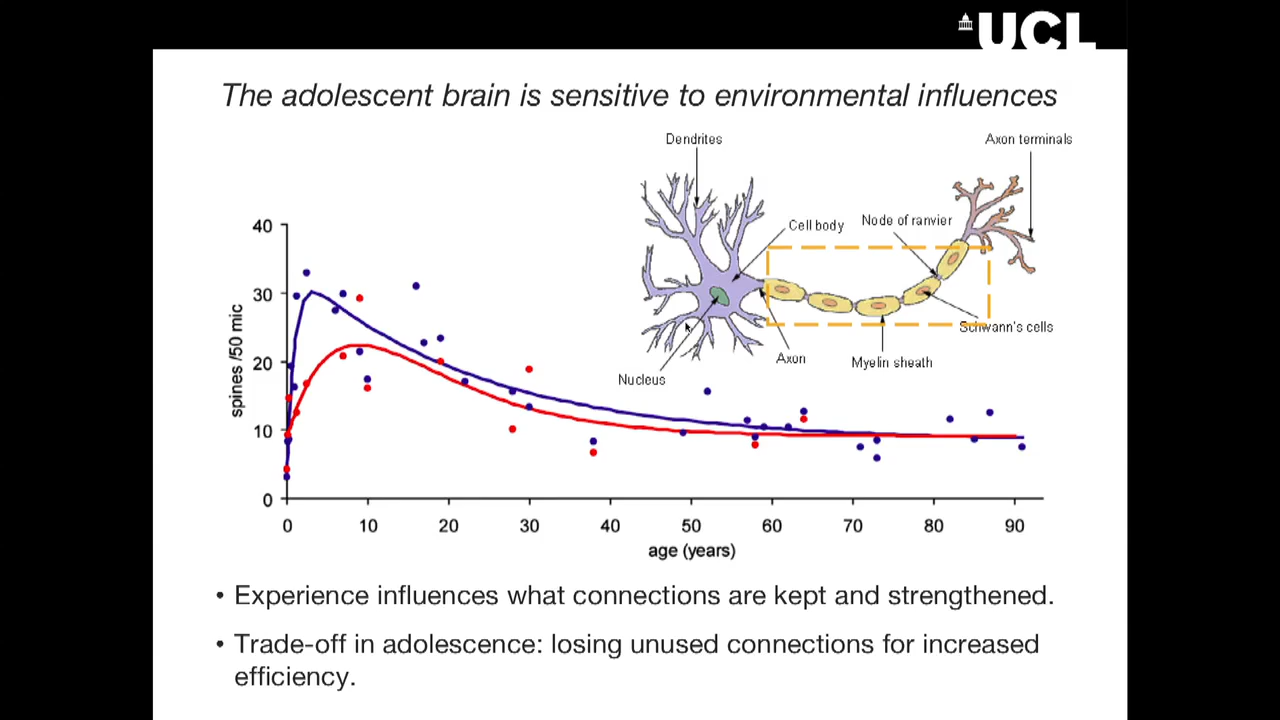 UCL
The adolescent brain is sensitive to environmental influences
Dendrites
Axon terminals
Cell body
Node of ranvier
Schwann's cells
Axon
Myelin sheath
Nucleus
spines /50 mic
40
30
20
10
0
0 10 20 30 40 50 60 70 80 90
age (years)
• Experience influences what connections are kept and strengthened.
• Trade-off in adolescence: losing unused connections for increased
efficiency.